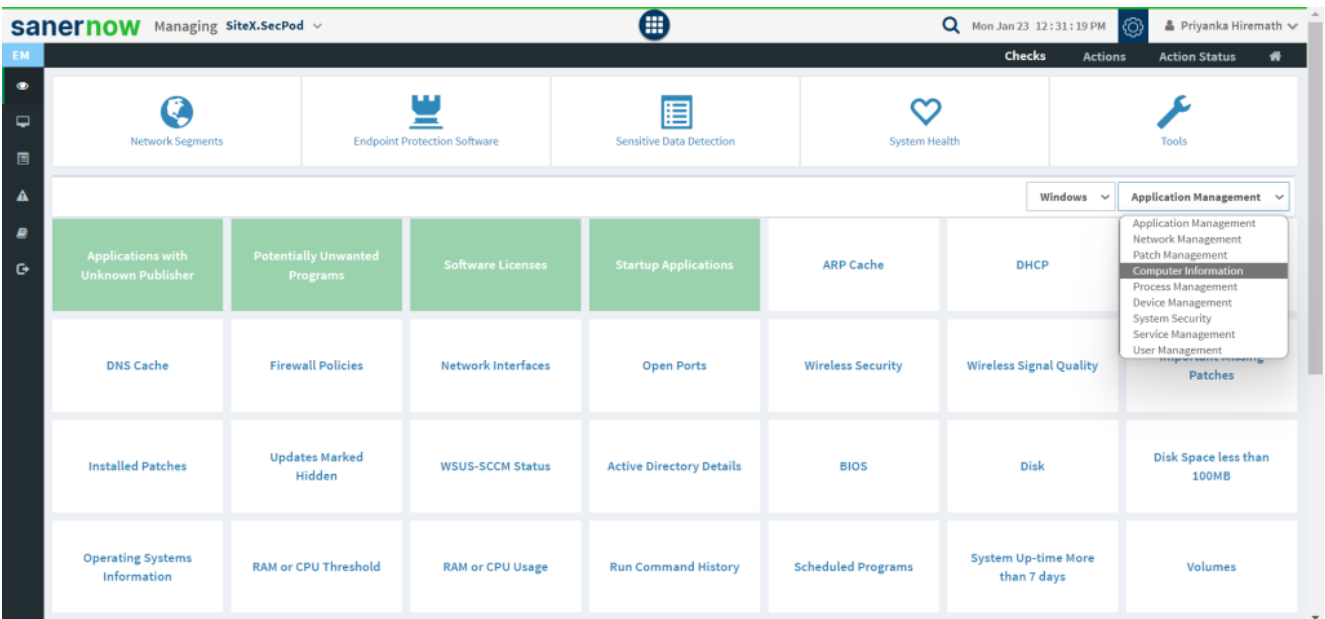 sanernow Managing SiteX.SecPod
Mon Jan 23 12:31:19 PM
Priyanka Hiremath
EM
Checks Actions Action Status
Network Segments
Endpoint Protection Software
Sensitive Data Detection
System Health
Tools
Windows
Application Management
Application Management
Network Management
Patch Management
Computer Information
Process Management
Device Management
System Security
Service Management
User Management
Applications with
Unknown Publisher
Potentially Unwanted
Programs
Software Licenses
Startup Applications
ARP Cache
DHCP
DNS Cache
Firewall Policies
Network Interfaces
Open Ports
Wireless Security
Wireless Signal Quality
Important Missing
Patches
Installed Patches
Updates Marked
Hidden
WSUS-SCCM Status
Active Directory Details
BIOS
Disk
Disk Space less than
100MB
Operating Systems
Information
RAM or CPU Threshold
RAM or CPU Usage
Run Command History
Scheduled Programs
System Up-time More
than 7 days
Volumes